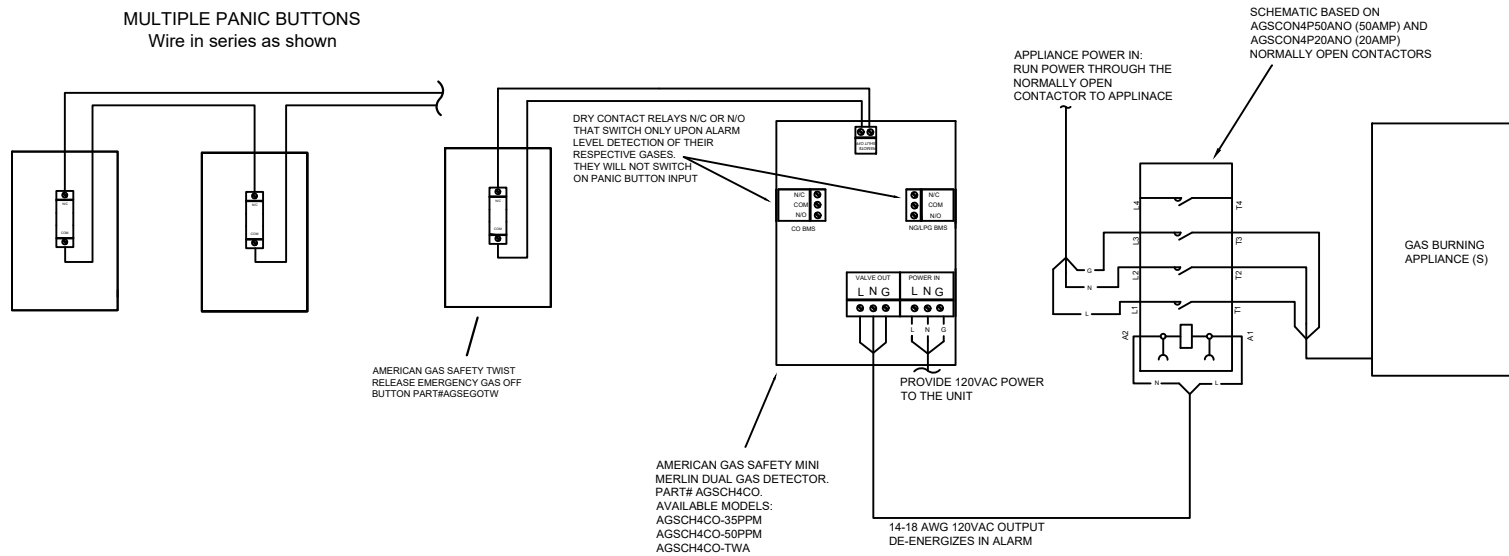 MULTIPLE PANIC BUTTONS
Wire in series as shown
N/C
COM
N/C
COM
N/C
COM
AMERICAN GAS SAFETY TWIST
RELEASE EMERGENCY GAS OFF
BUTTON PART#AGSEGOTW
DRY CONTACT RELAYS N/C OR N/O
THAT SWITCH ONLY UPON ALARM
LEVEL DETECTION OF THEIR
RESPECTIVE GASES.
THEY WILL NOT SWITCH
ON PANIC BUTTON INPUT
REMOTE
SHUT OFF
N/C
COM
N/O
CO BMS
N/C
COM
N/O
NG/LPG BMS
VALVE OUT
L N G
POWER IN
L N G
L N G
PROVIDE 120VAC POWER
TO THE UNIT
AMERICAN GAS SAFETY MINI
MERLIN DUAL GAS DETECTOR.
PART# AGSCH4CO.
AVAILABLE MODELS:
AGSCH4CO-35PPM
AGSCH4CO-50PPM
AGSCH4CO-TWA
14-18 AWG 120VAC OUTPUT
DE-ENERGIZES IN ALARM
APPLIANCE POWER IN:
RUN POWER THROUGH THE
NORMALLY OPEN
CONTACTOR TO APPLINACE
SCHEMATIC BASED ON
AGSCON4P50ANO (50AMP) AND
AGSCON4P20ANO (20AMP)
NORMALLY OPEN CONTACTORS
L4
T4
L3
T3
G
L2
T2
N
L1
T1
L
A2
A1
N
L
GAS BURNING
APPLIANCE (S)